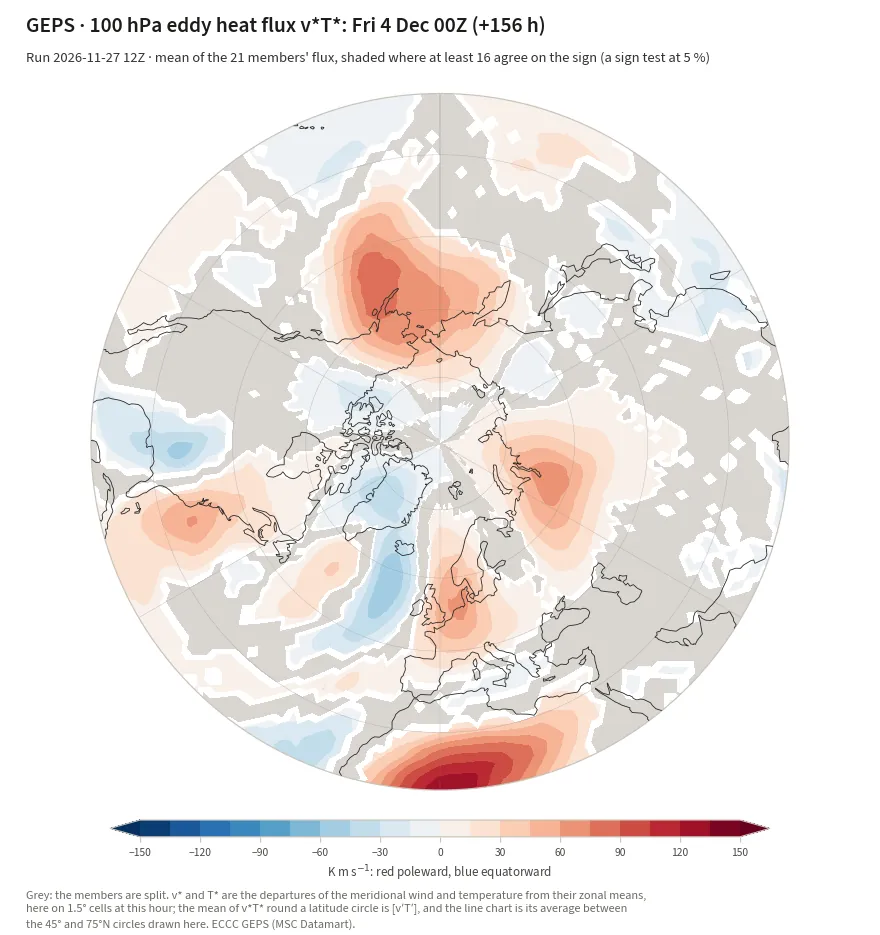 GEPS · 100 hPa eddy heat flux v*T*: Fri 4 Dec 00Z (+156 h)
Run 2026-11-27 12Z · mean of the 21 members' flux, shaded where at least 16 agree on the sign (a sign test at 5 %)
−150 −120 −90 −60 −30 0 30 60 90 120 150
K m s⁻¹: red poleward, blue equatorward
Grey: the members are split. v* and T* are the departures of the meridional wind and temperature from their zonal means,
here on 1.5° cells at this hour; the mean of v*T* round a latitude circle is [v'T'], and the line chart is its average between
the 45° and 75°N circles drawn here. ECCC GEPS (MSC Datamart).